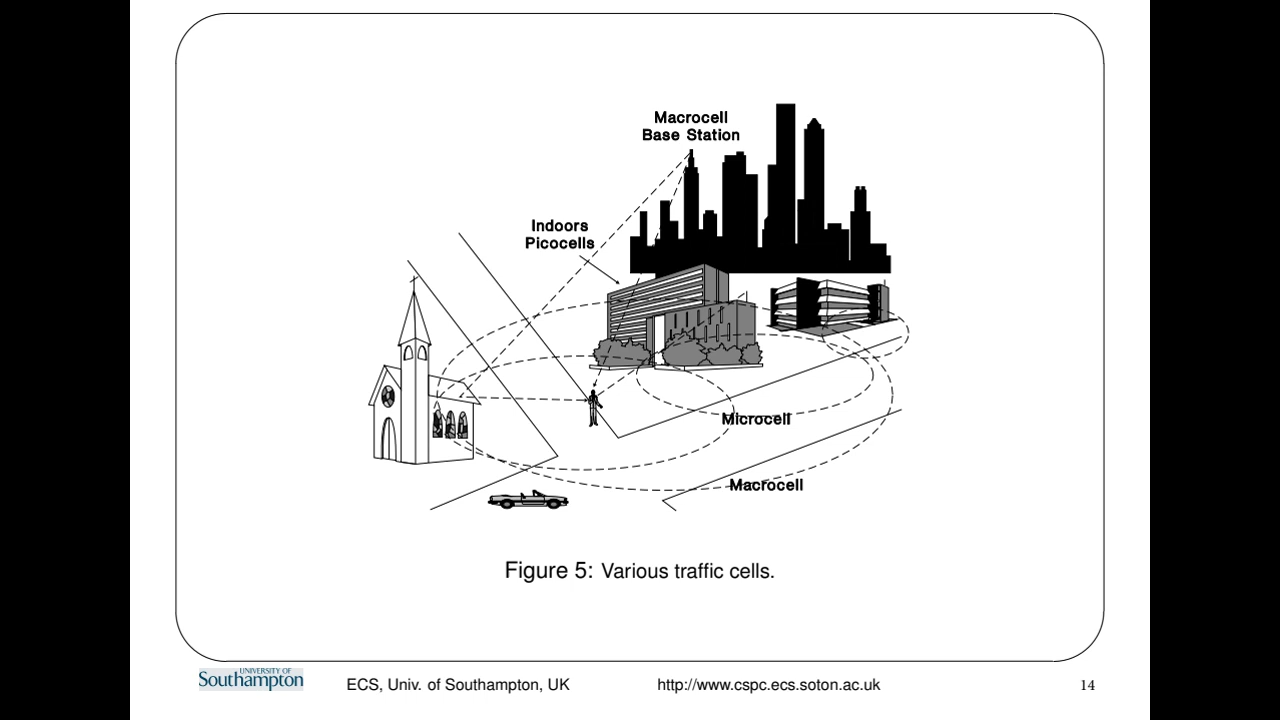 Macrocell
Base Station
Indoors
Picocells
Microcell
Macrocell
Figure 5: Various traffic cells.
UNIVERSITY OF
Southampton
ECS, Univ. of Southampton, UK
http://www.cspc.ecs.soton.ac.uk
14